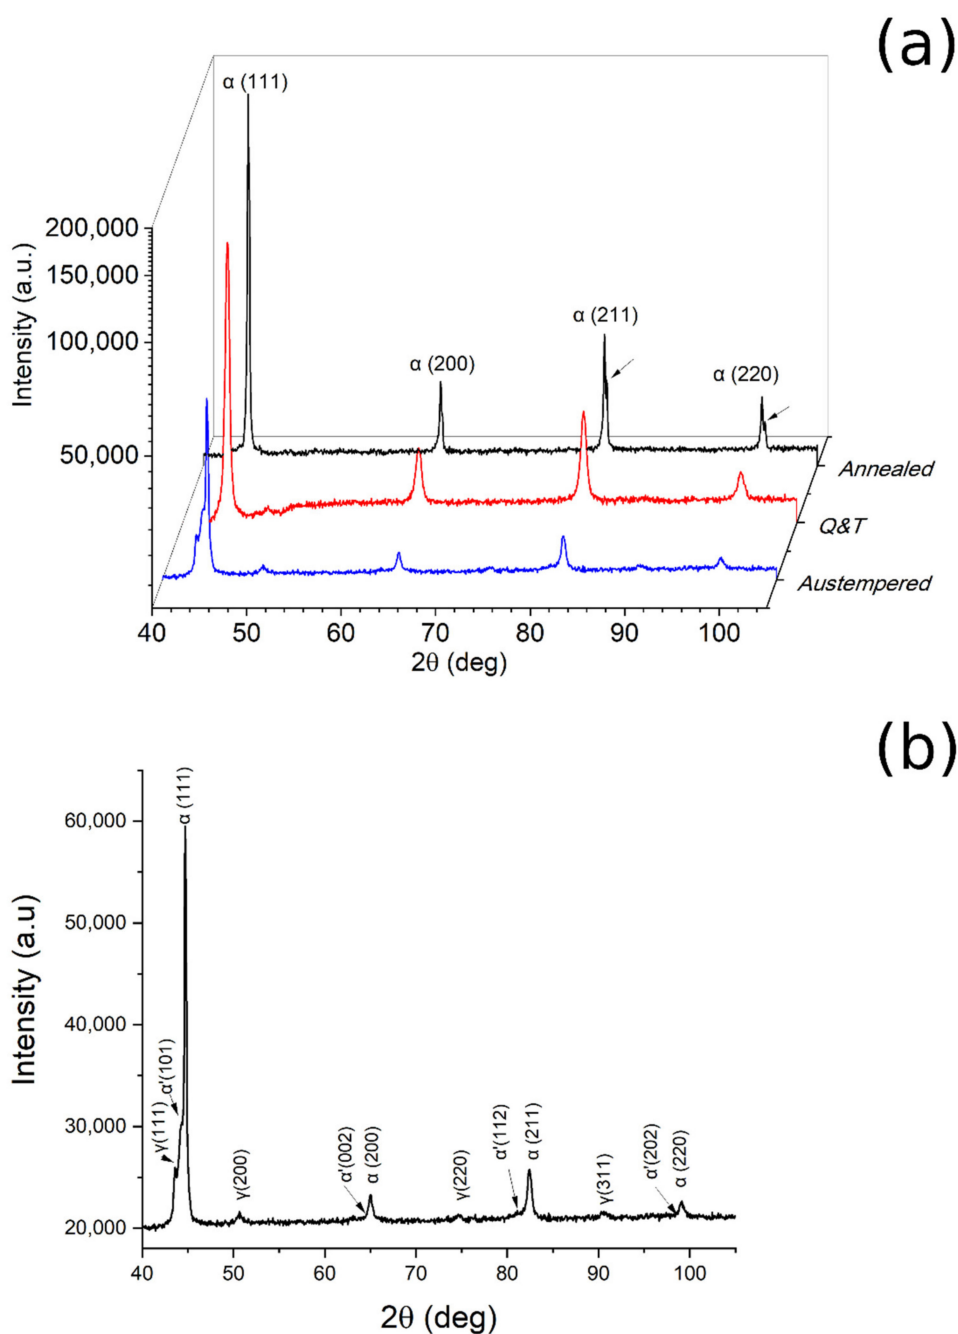 (a)
α (111)
200,000
150,000
100,000
50,000
Intensity (a.u.)
α (200)
α (211)
α (220)
Annealed
Q&T
Austempered
40 50 60 70 80 90 100
2θ (deg)
(b)
60,000
50,000
40,000
30,000
20,000
Intensity (a.u)
γ(111)
α'(101)
α (111)
γ(200)
α'(002)
α (200)
γ(220)
α'(112)
α (211)
γ(311)
α'(202)
α (220)
40 50 60 70 80 90 100
2θ (deg)